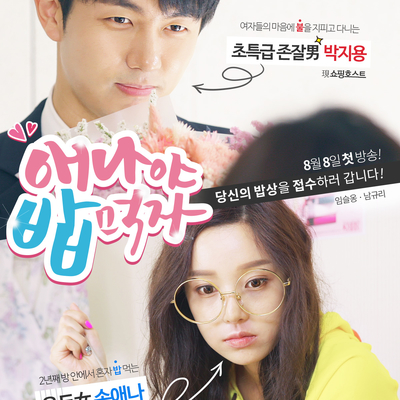 여자들의 마음에 불을 지피고 다니는
초특급 존잘男 박지용
現 쇼핑호스트
애나야
밥먹자
8월 8일 첫 방송!
당신의 밥상을 접수하러 갑니다!
임슬옹·남규리
2년째 방 안에서 혼자 밥 먹는
송애나